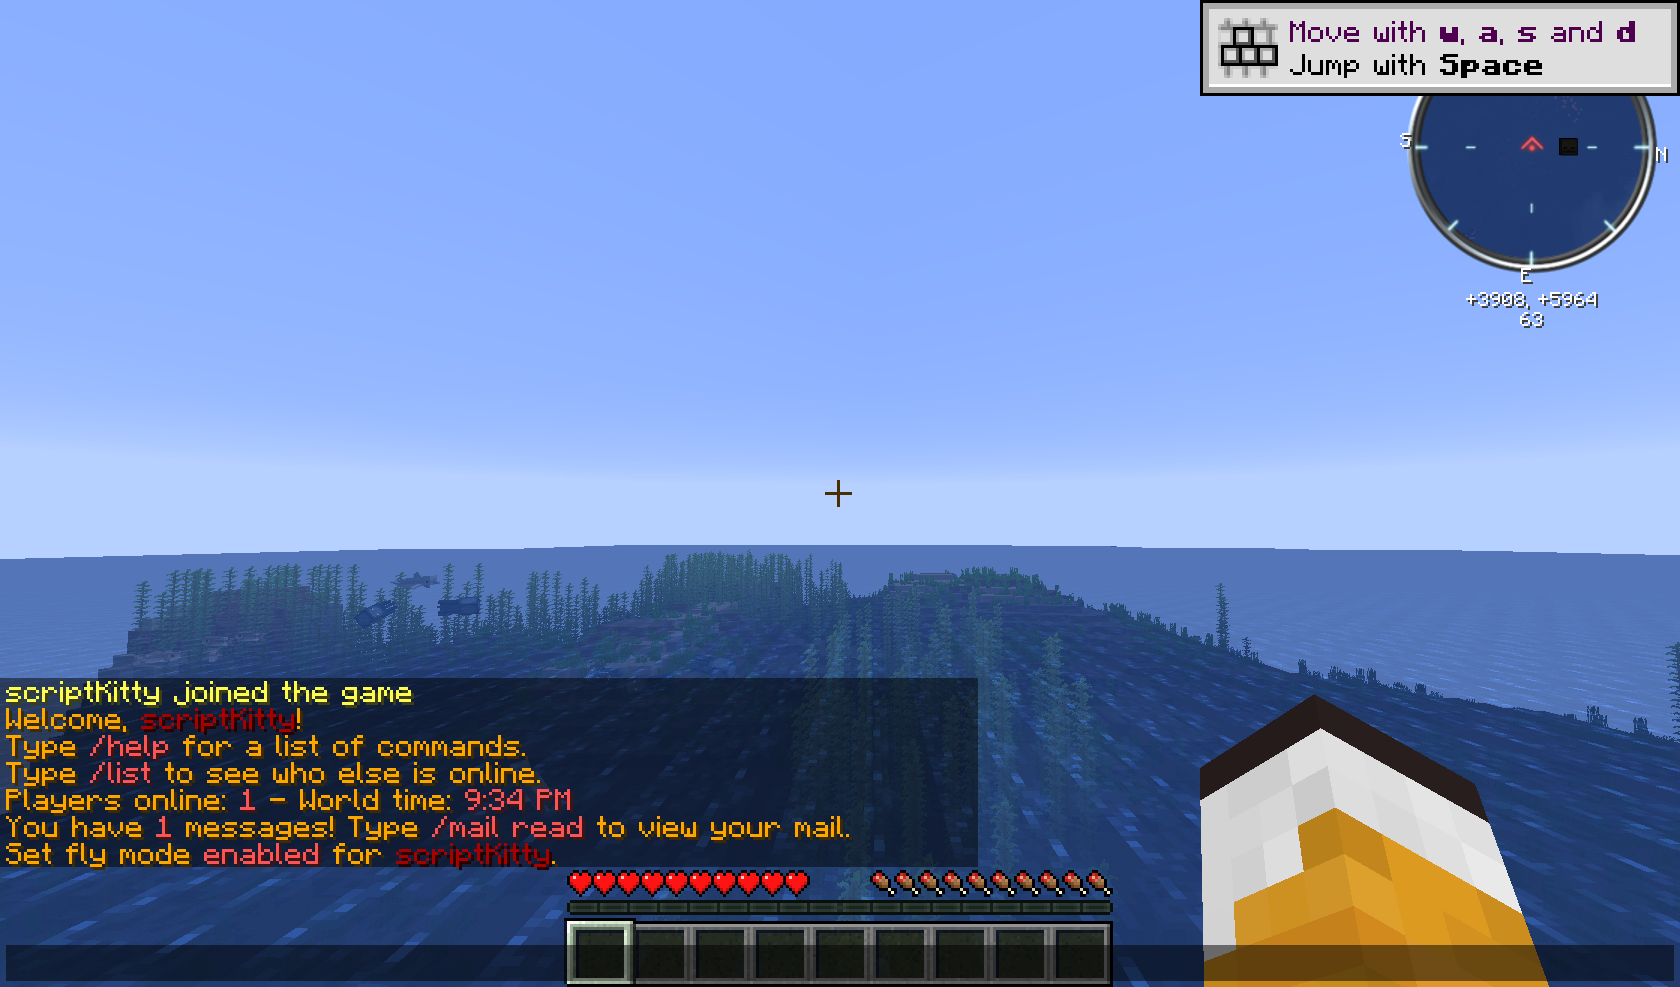 Move with w, a, s and d
Jump with Space
S
N
E
+3908, +5964
63
scriptKitty joined the game
Welcome, scriptKitty!
Type /help for a list of commands.
Type /list to see who else is online.
Players online: 1 - World time: 9:34 PM
You have 1 messages! Type /mail read to view your mail.
Set fly mode enabled for scriptKitty.